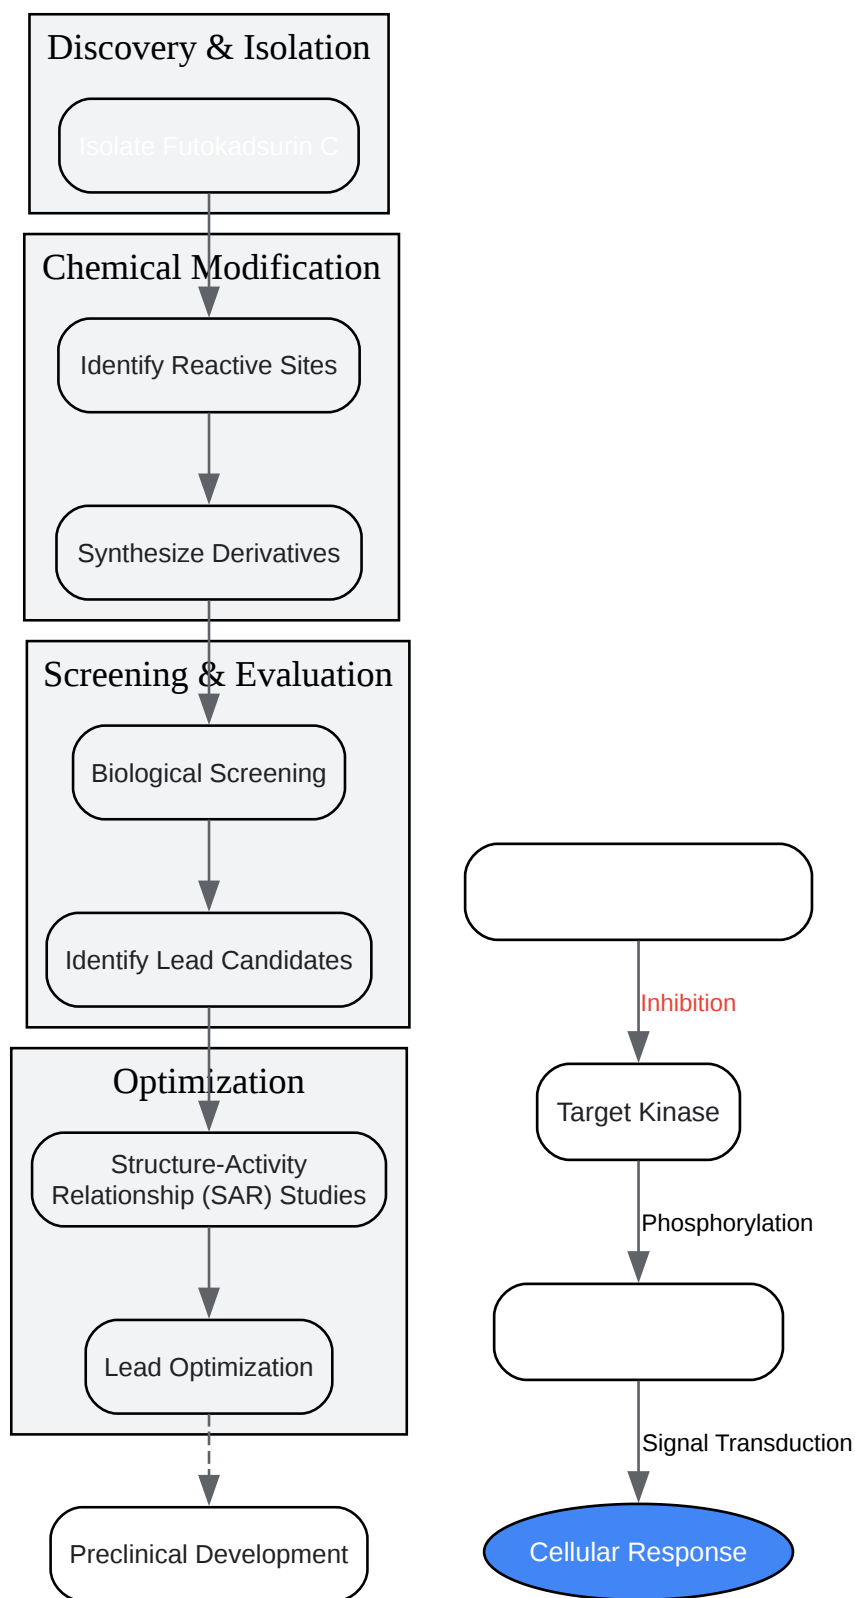 Discovery & Isolation
Isolate Futokadsurin C
Chemical Modification
Identify Reactive Sites
Synthesize Derivatives
Screening & Evaluation
Biological Screening
Identify Lead Candidates
Optimization
Structure-Activity
Relationship (SAR) Studies
Lead Optimization
Preclinical Development
Inhibition
Target Kinase
Phosphorylation
Signal Transduction
Cellular Response